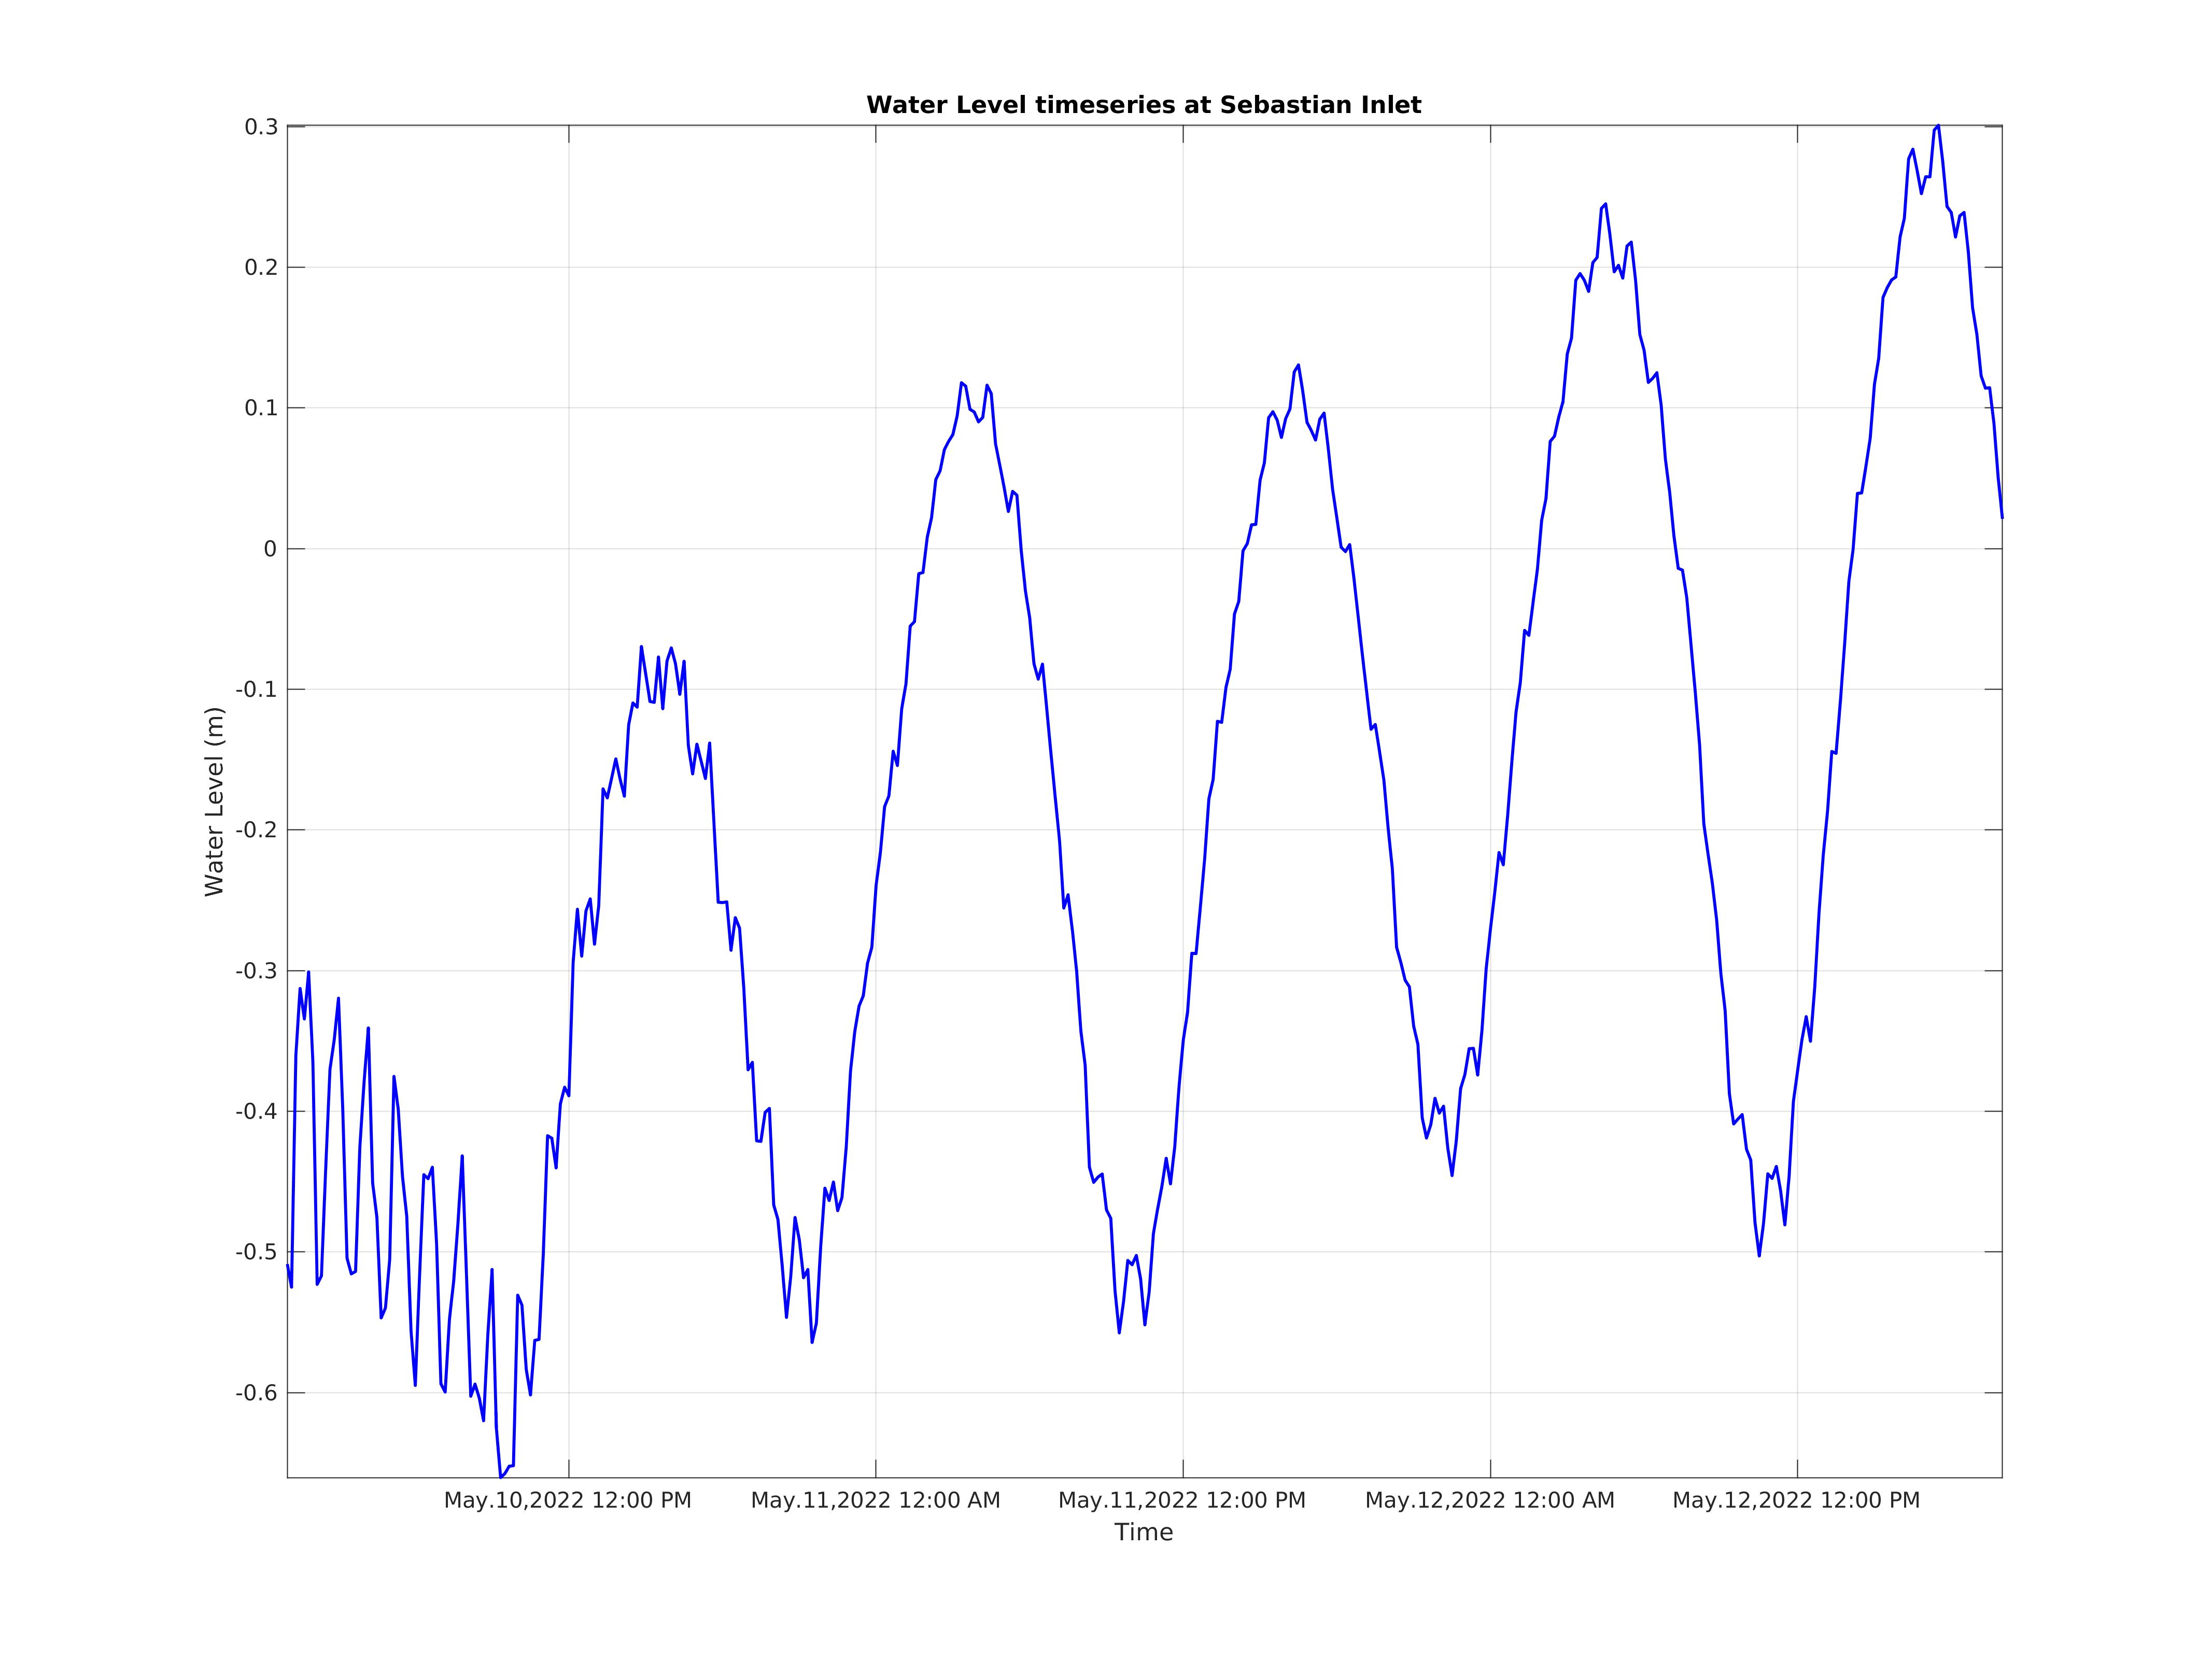 Water Level timeseries at Sebastian Inlet
0.3
0.2
0.1
0
-0.1
-0.2
-0.3
-0.4
-0.5
-0.6
Water Level (m)
May.10,2022 12:00 PM
May.11,2022 12:00 AM
May.11,2022 12:00 PM
May.12,2022 12:00 AM
May.12,2022 12:00 PM
Time